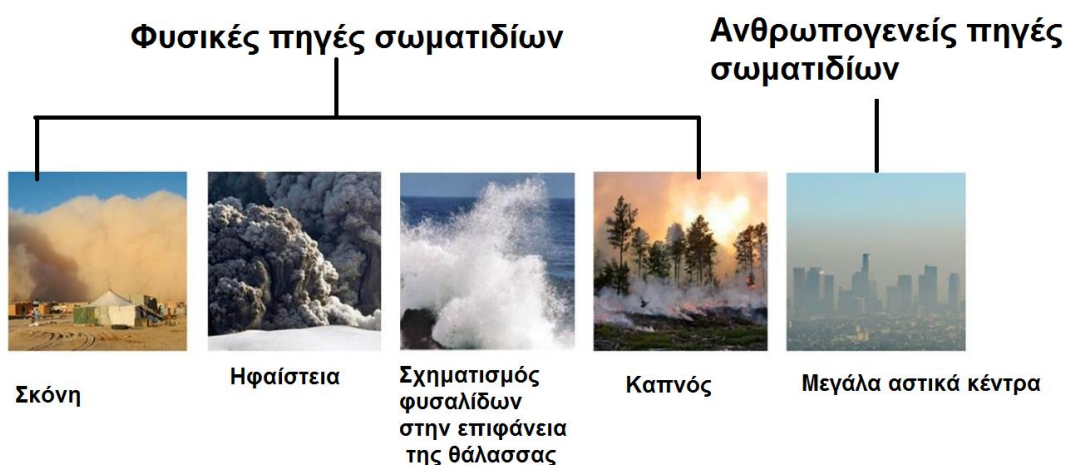 Φυσικές πηγές σωματιδίων
Ανθρωπογενείς πηγές
σωματιδίων
Σκόνη
Ηφαίστεια
Σχηματισμός
φυσαλίδων
στην επιφάνεια
της θάλασσας
Καπνός
Μεγάλα αστικά κέντρα